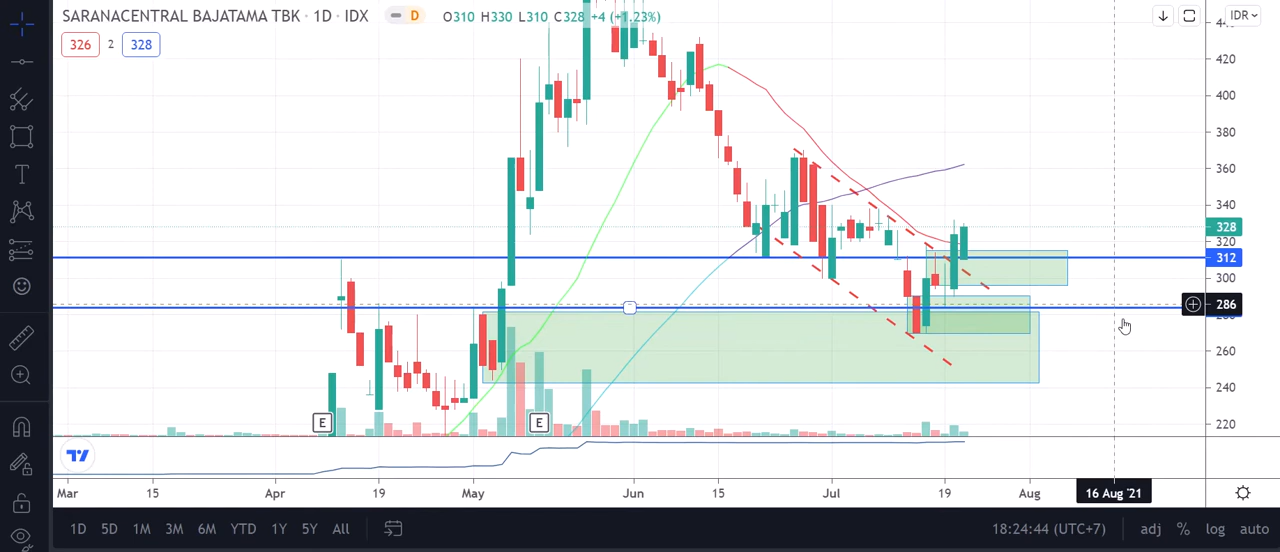 SARANACENTRAL BAJATAMA TBK · 1D · IDX D O310 H330 L310 C328 +4 (+1.23%) IDR
326 2 328
420
400
380
360
340
328
320
312
300
286
260
240
220
E E
Mar 15 Apr 19 May Jun 15 Jul 19 Aug 16 Aug '21
1D 5D 1M 3M 6M YTD 1Y 5Y All 18:24:44 (UTC+7) adj % log auto